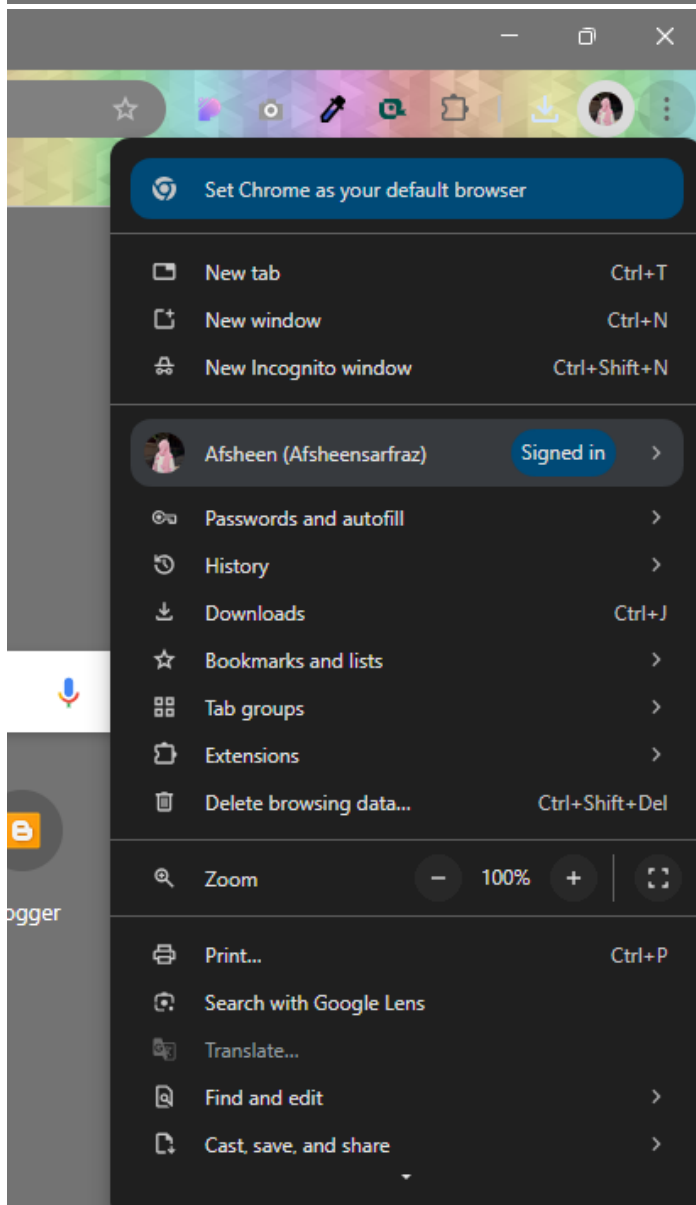 Set Chrome as your default browser
New tab Ctrl+T
New window Ctrl+N
New Incognito window Ctrl+Shift+N
Afsheen (Afsheensarfraz) Signed in
Passwords and autofill
History
Downloads Ctrl+J
Bookmarks and lists
Tab groups
Extensions
Delete browsing data... Ctrl+Shift+Del
Zoom 100%
ogger
Print... Ctrl+P
Search with Google Lens
Translate...
Find and edit
Cast, save, and share